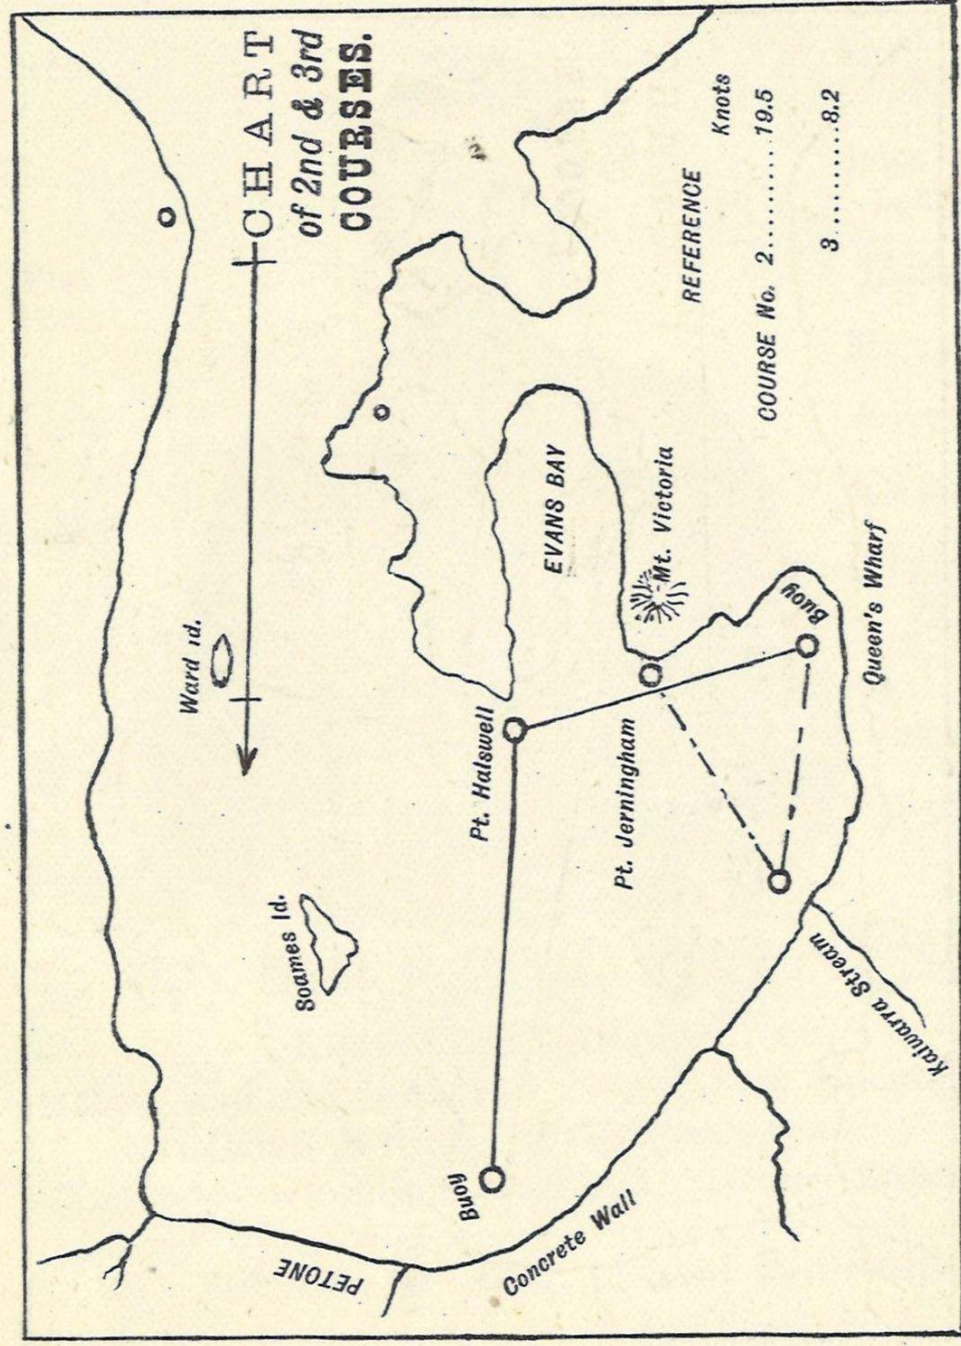 CHART
of 2nd & 3rd
COURSES.
REFERENCE
Knots
COURSE No. 2........ 19.5
3..........8.2
Ward id.
Soames Id.
Pt. Halswell
EVANS BAY
Mt. Victoria
Pt. Jerningham
Buoy
Queen's Wharf
Kaiwarra Stream
Buoy
Concrete Wall
PETONE